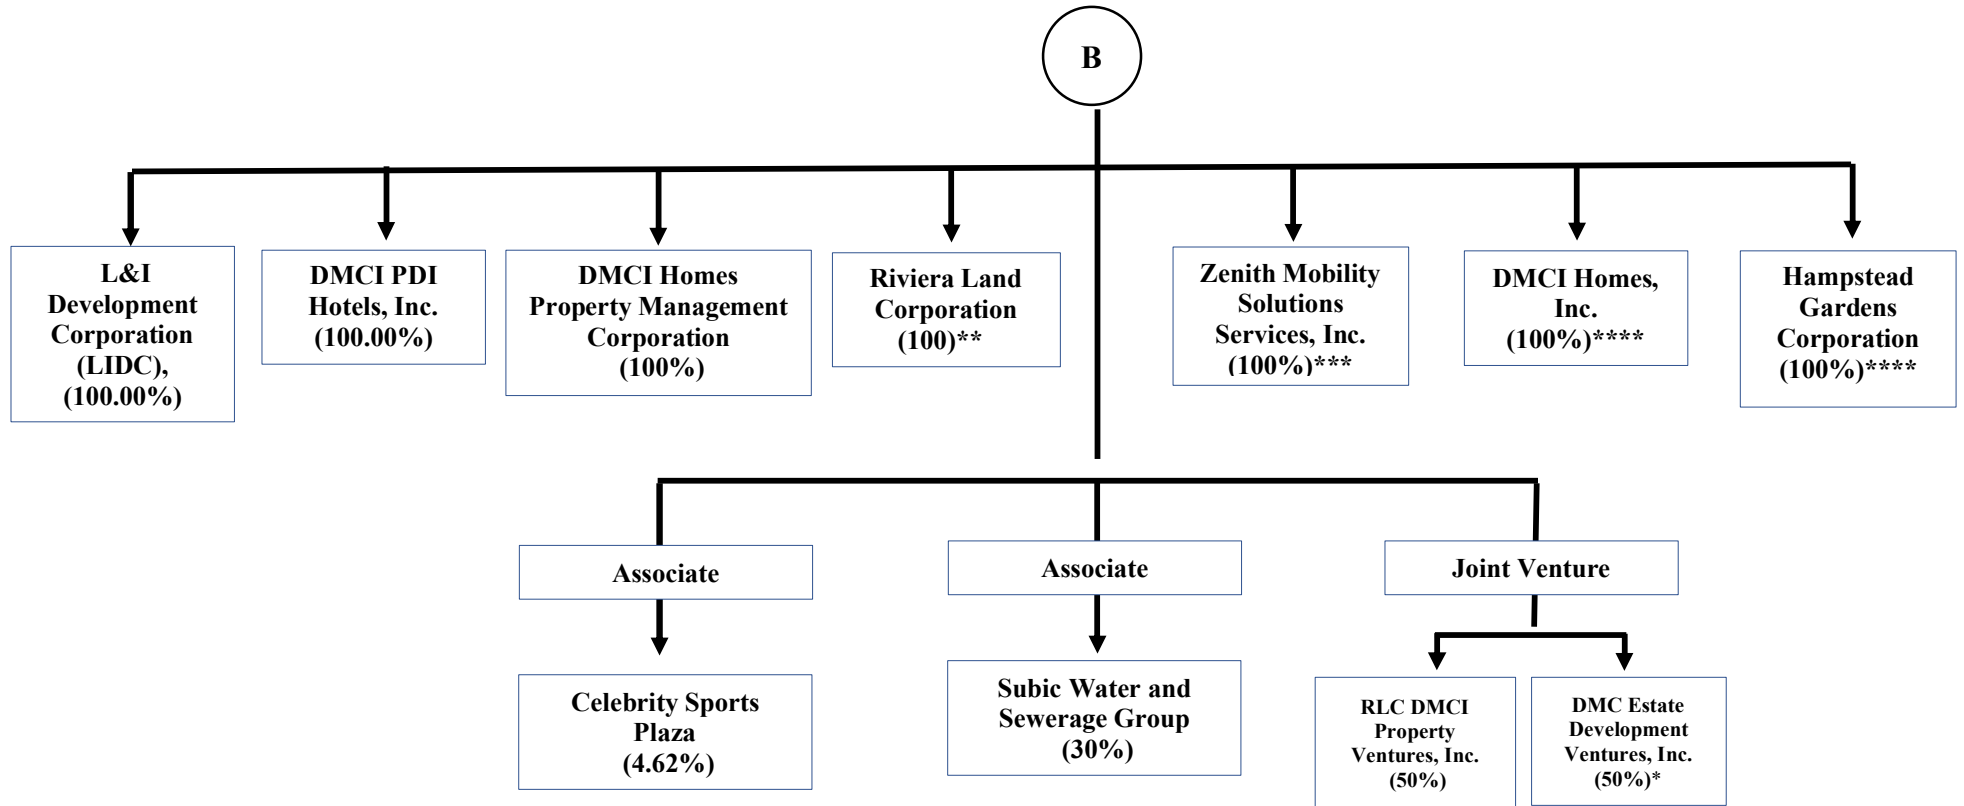 B
L&I
Development
Corporation
(LIDC),
(100.00%)
DMCI PDI
Hotels, Inc.
(100.00%)
DMCI Homes
Property Management
Corporation
(100%)
Riviera Land
Corporation
(100)**
Zenith Mobility
Solutions
Services, Inc.
(100%)***
DMCI Homes,
Inc.
(100%)****
Hampstead
Gardens
Corporation
(100%)****
Associate
Associate
Joint Venture
Celebrity Sports
Plaza
(4.62%)
Subic Water and
Sewerage Group
(30%)
RLC DMCI
Property
Ventures, Inc.
(50%)
DMC Estate
Development
Ventures, Inc.
(50%)*